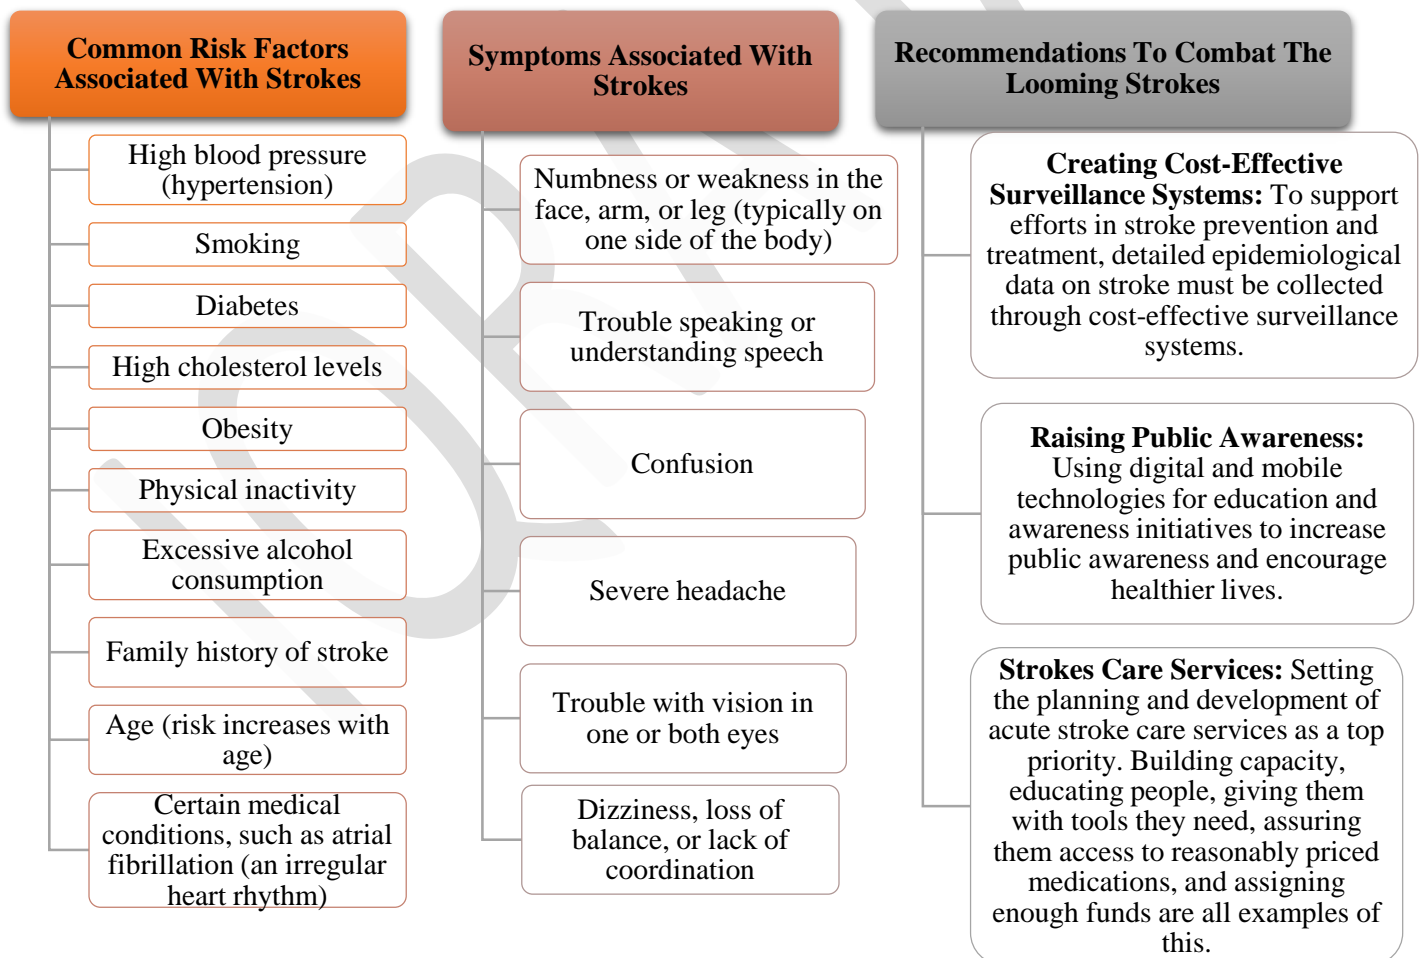 Common Risk Factors
Associated With Strokes
High blood pressure
(hypertension)
Smoking
Diabetes
High cholesterol levels
Obesity
Physical inactivity
Excessive alcohol
consumption
Family history of stroke
Age (risk increases with
age)
Certain medical
conditions, such as atrial
fibrillation (an irregular
heart rhythm)
Symptoms Associated With
Strokes
Numbness or weakness in the
face, arm, or leg (typically on
one side of the body)
Trouble speaking or
understanding speech
Confusion
Severe headache
Trouble with vision in
one or both eyes
Dizziness, loss of
balance, or lack of
coordination
Recommendations To Combat The
Looming Strokes
Creating Cost-Effective
Surveillance Systems: To support
efforts in stroke prevention and
treatment, detailed epidemiological
data on stroke must be collected
through cost-effective surveillance
systems.
Raising Public Awareness:
Using digital and mobile
technologies for education and
awareness initiatives to increase
public awareness and encourage
healthier lives.
Strokes Care Services: Setting
the planning and development of
acute stroke care services as a top
priority. Building capacity,
educating people, giving them
with tools they need, assuring
them access to reasonably priced
medications, and assigning
enough funds are all examples of
this.